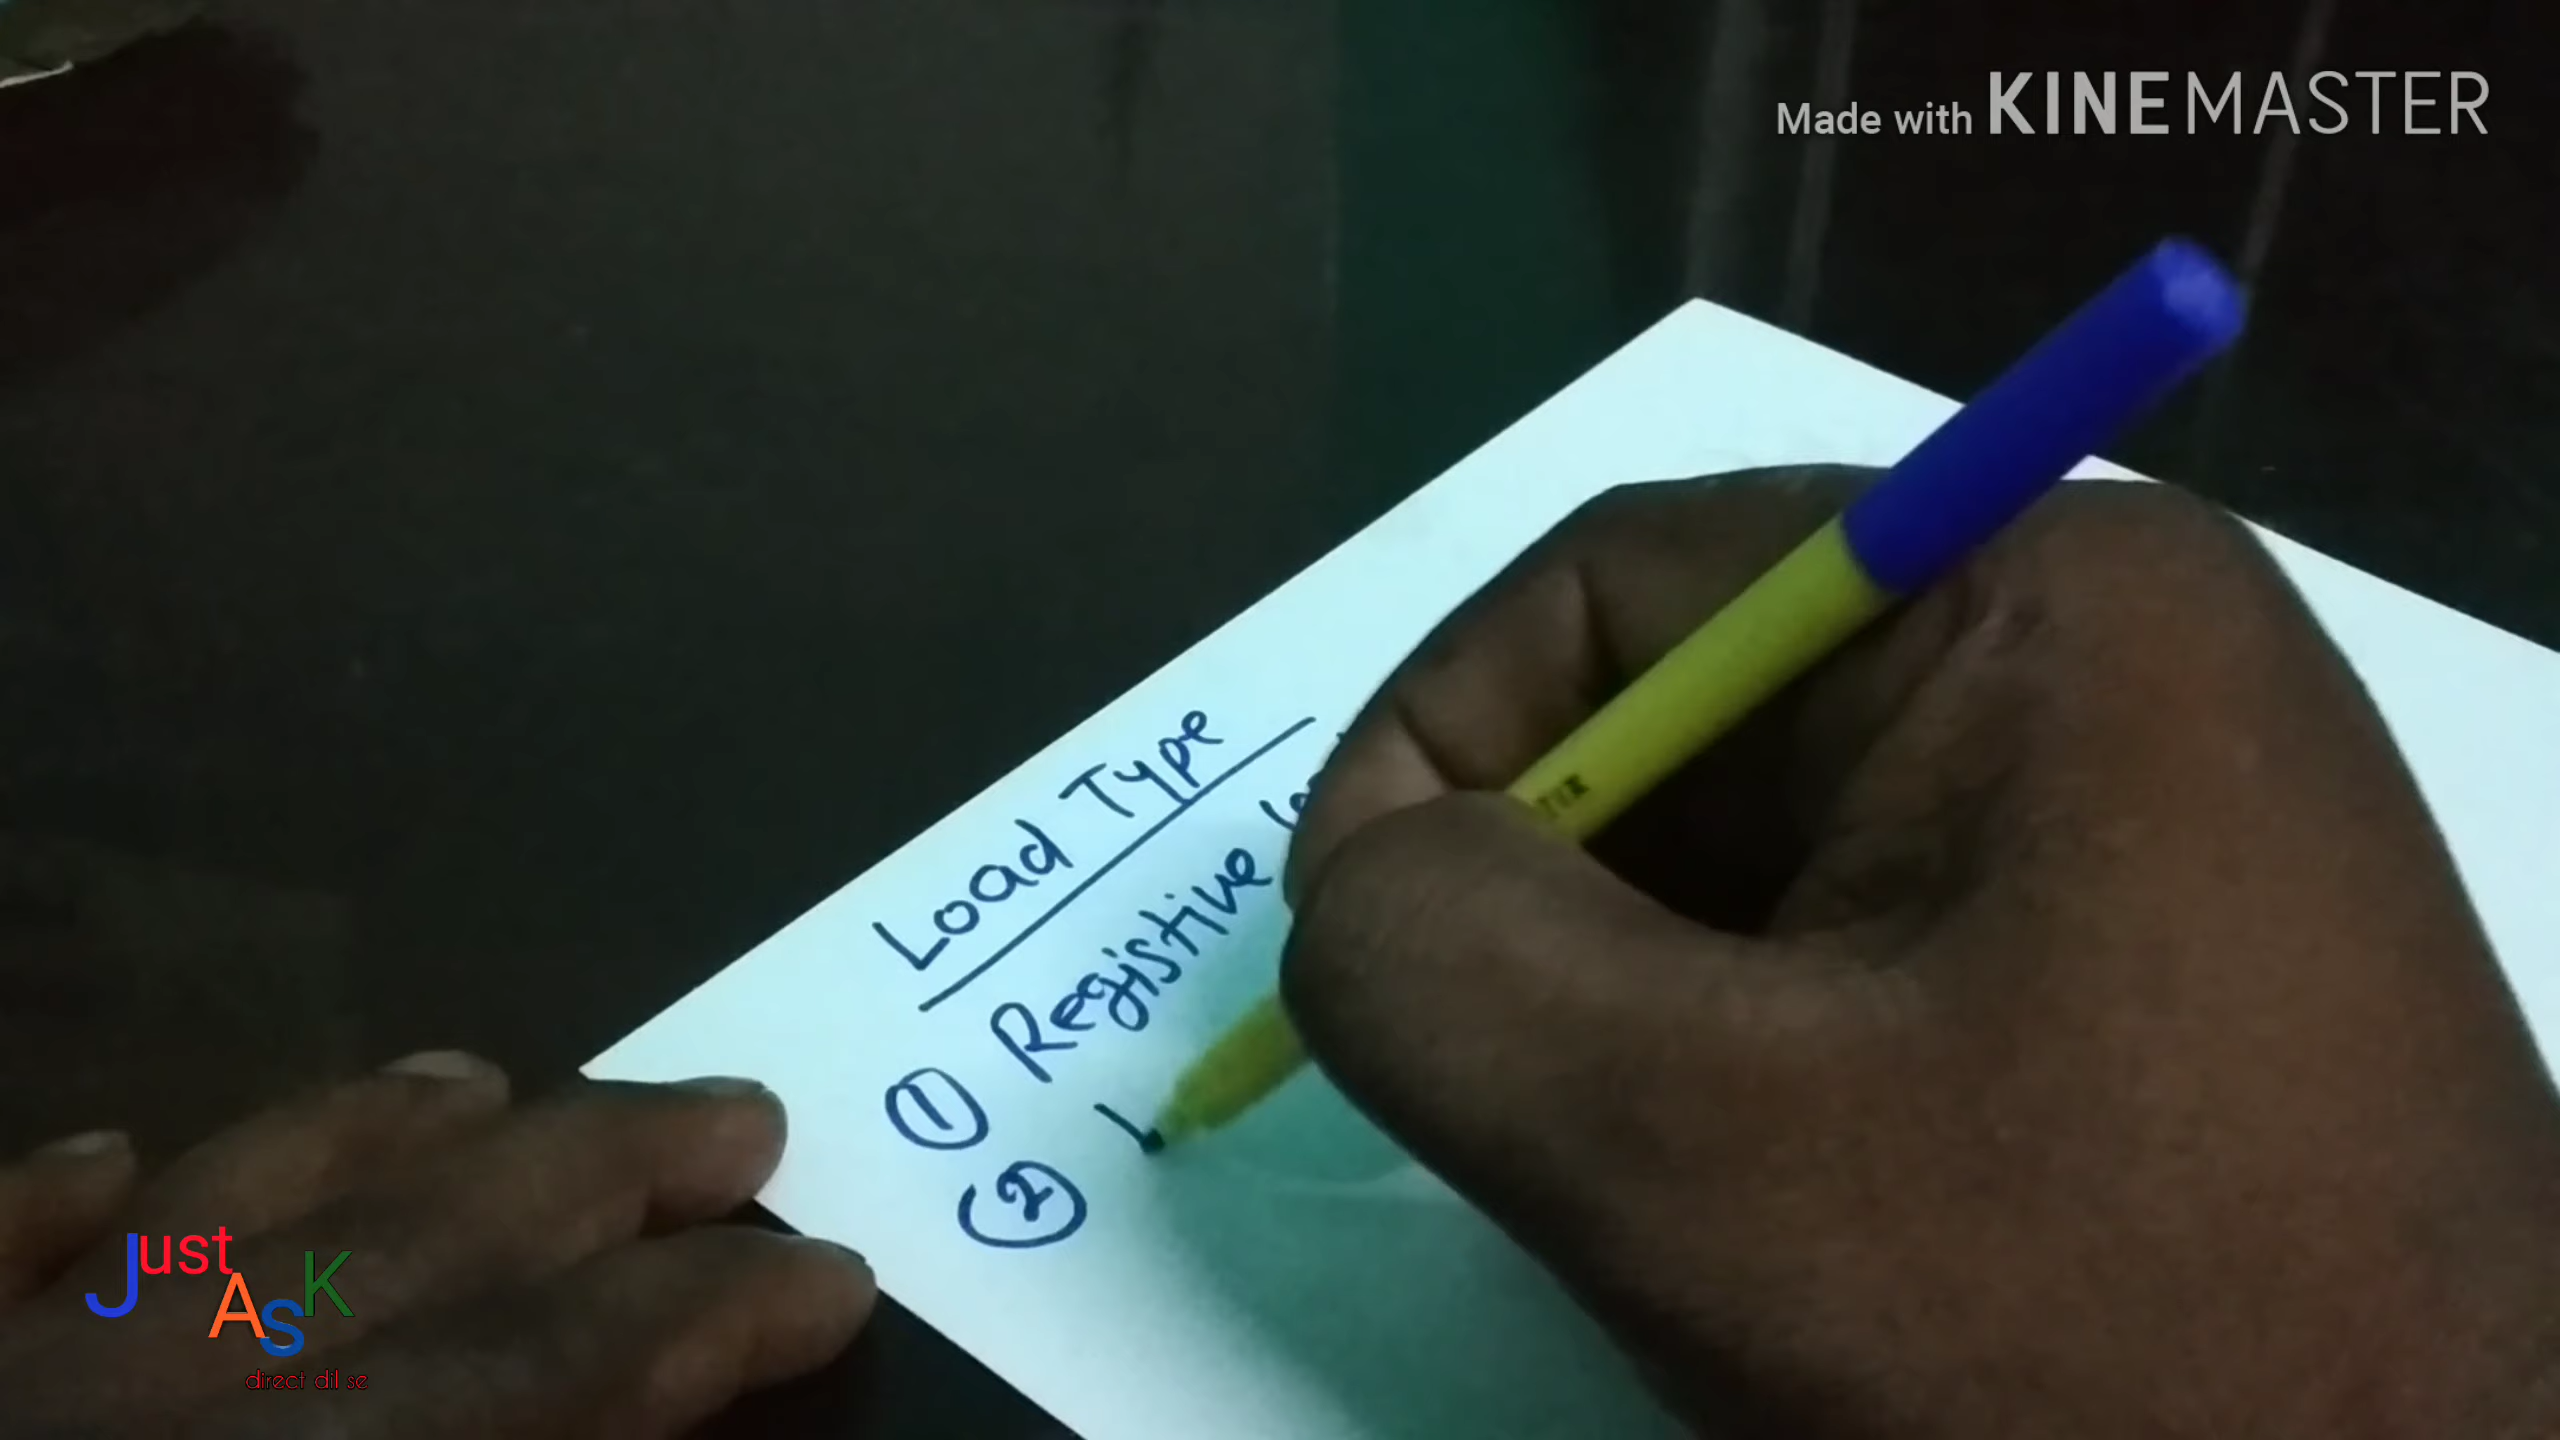 Made with KINEMASTER
Load Type
① Registive
②
Just
ASK
direct dil se